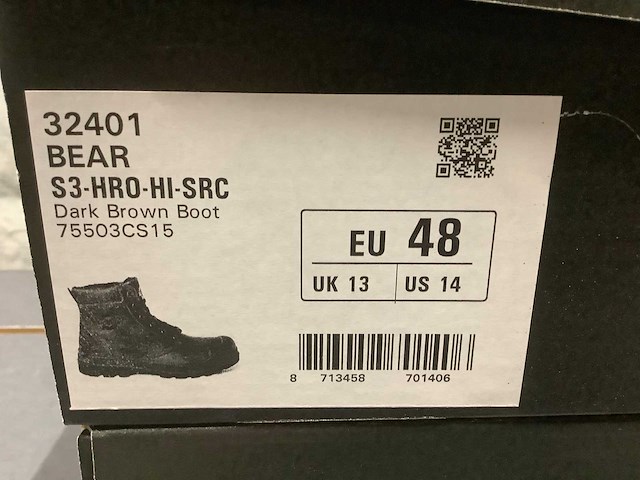 32401
BEAR
S3-HRO-HI-SRC
Dark Brown Boot
75503CS15
EU 48
UK 13 US 14
8 713458 701406